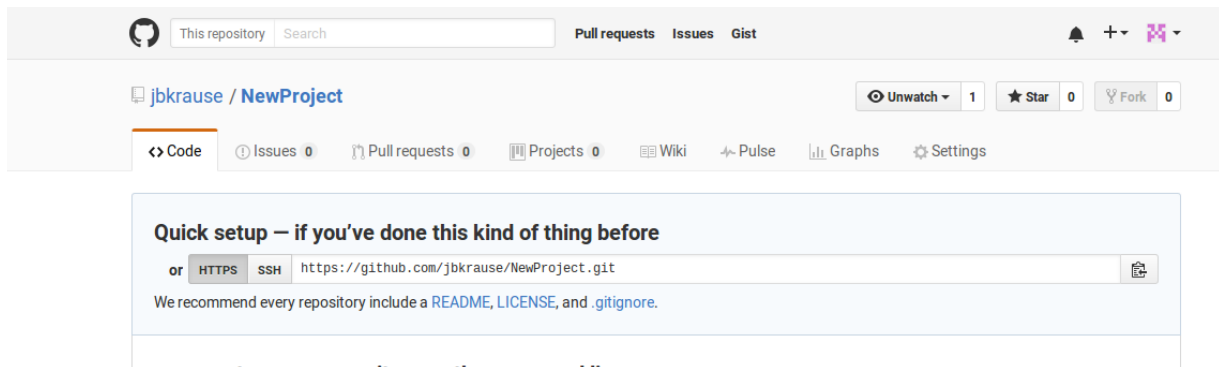 This repository Search Pull requests Issues Gist
jbkrause / NewProject Unwatch 1 Star 0 Fork 0
Code Issues 0 Pull requests 0 Projects 0 Wiki Pulse Graphs Settings
Quick setup — if you’ve done this kind of thing before
or HTTPS SSH https://github.com/jbkrause/NewProject.git
We recommend every repository include a README, LICENSE, and .gitignore.